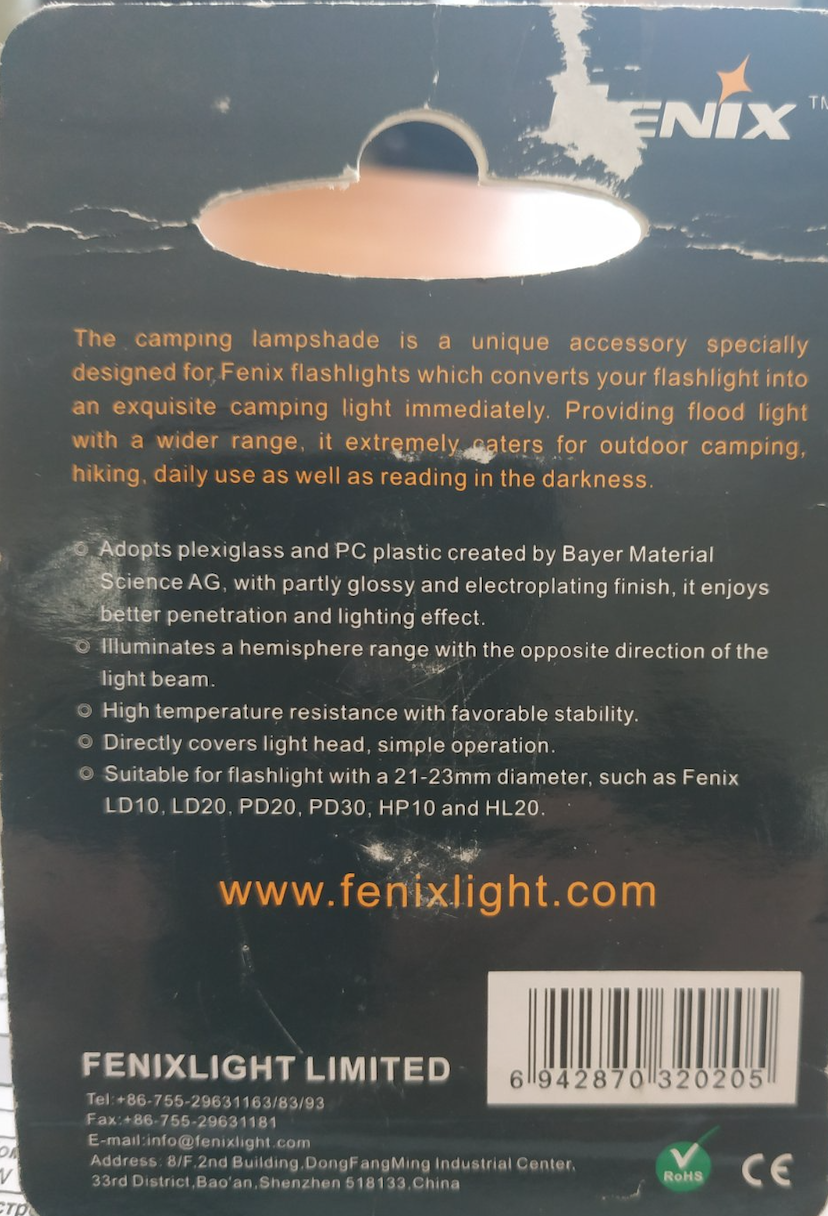 FENIX TM
The camping lampshade is a unique accessory specially
designed for Fenix flashlights which converts your flashlight into
an exquisite camping light immediately. Providing flood light
with a wider range, it extremely caters for outdoor camping,
hiking, daily use as well as reading in the darkness.
Adopts plexiglass and PC plastic created by Bayer Material
Science AG, with partly glossy and electroplating finish, it enjoys
better penetration and lighting effect.
Illuminates a hemisphere range with the opposite direction of the
light beam.
High temperature resistance with favorable stability.
Directly covers light head, simple operation.
Suitable for flashlight with a 21-23mm diameter, such as Fenix
LD10, LD20, PD20, PD30, HP10 and HL20.
www.fenixlight.com
6 942870 320205
FENIXLIGHT LIMITED
Tel:+86-755-29631163/83/93
Fax:+86-755-29631181
E-mail:info@fenixlight.com
Address: 8/F,2nd Building,DongFangMing Industrial Center,
33rd District,Bao'an,Shenzhen 518133,China
RoHS CE